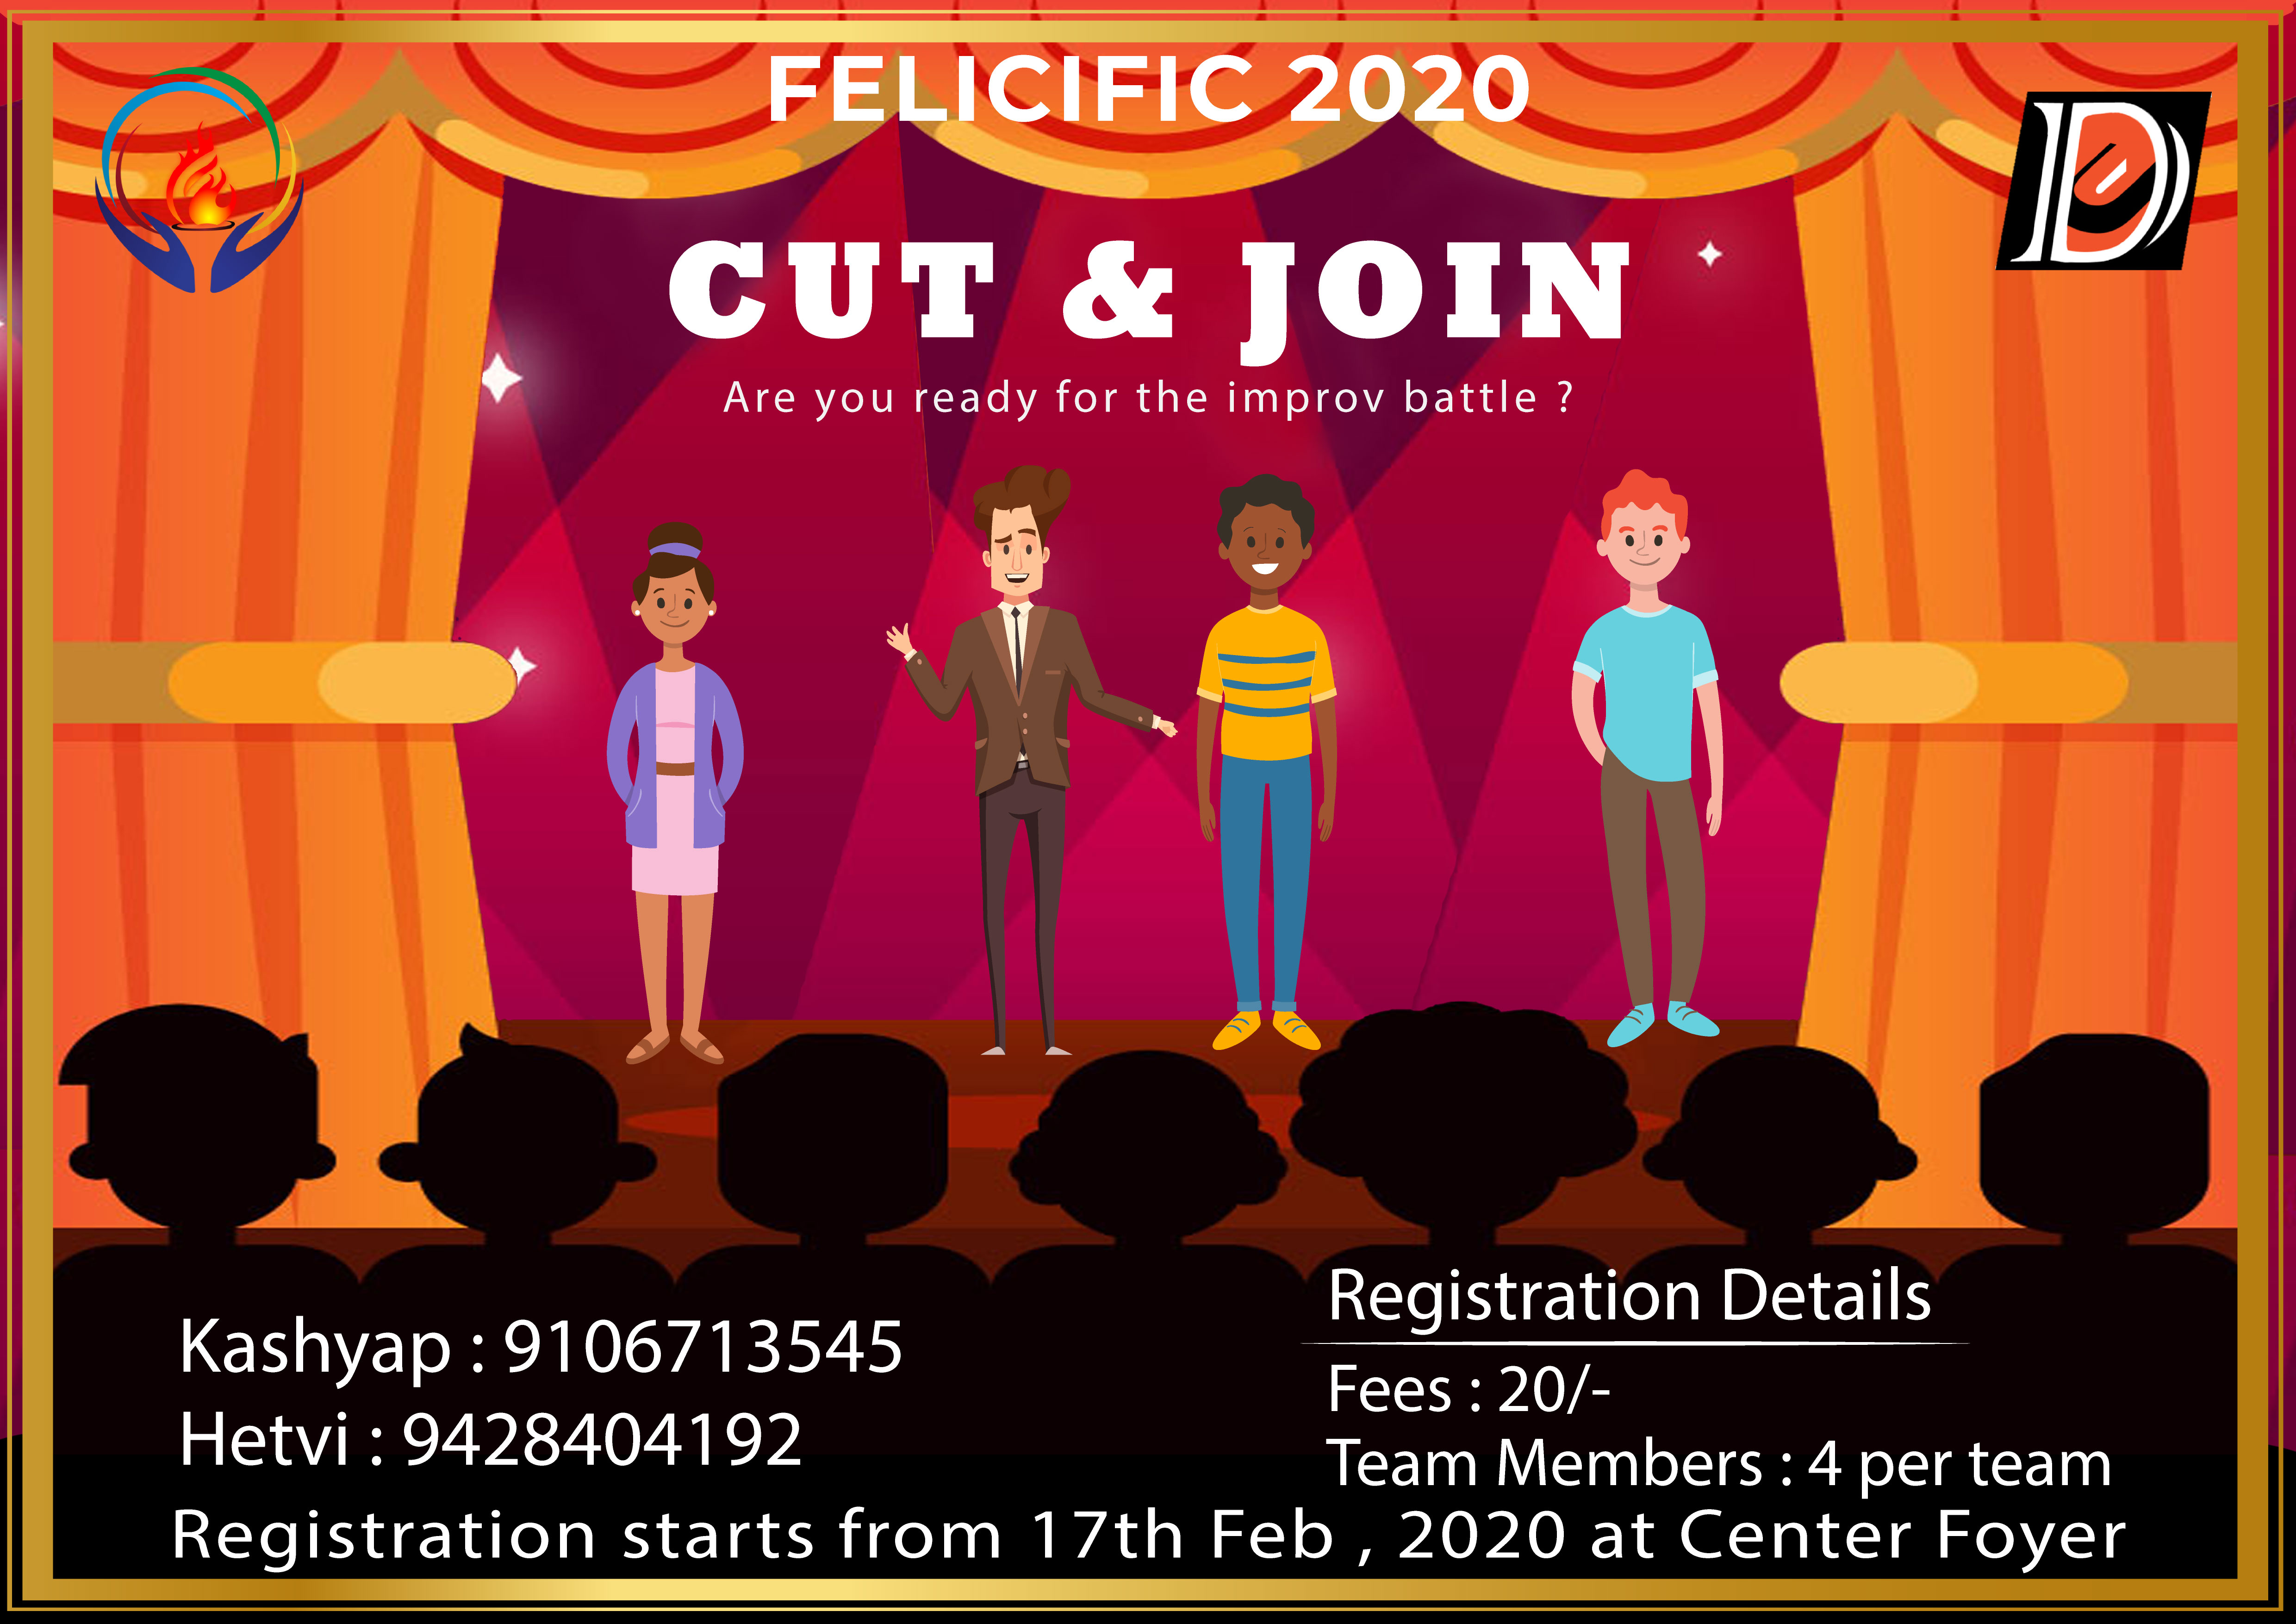 FELICIFIC 2020
CUT & JOIN
Are you ready for the improv battle ?
Kashyap : 9106713545
Hetvi : 9428404192
Registration Details
Fees : 20/-
Team Members : 4 per team
Registration starts from 17th Feb , 2020 at Center Foyer